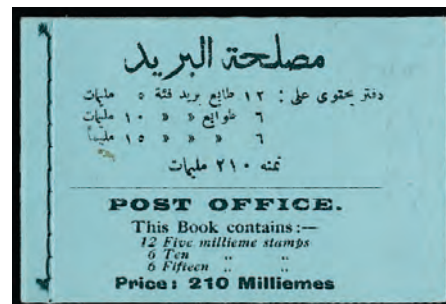 مصلحة البريد
دفتر يحتوى على : ١٢ طابع بريد فئة ٥ مليمات
٦ طوابع « « ١٠ مليمات
٦ « « « ١٥ مليماً
ثمنه ٢١٠ مليمات
POST OFFICE.
This Book contains:—
12 Five millieme stamps
6 Ten „ „
6 Fifteen „ „
Price: 210 Milliemes